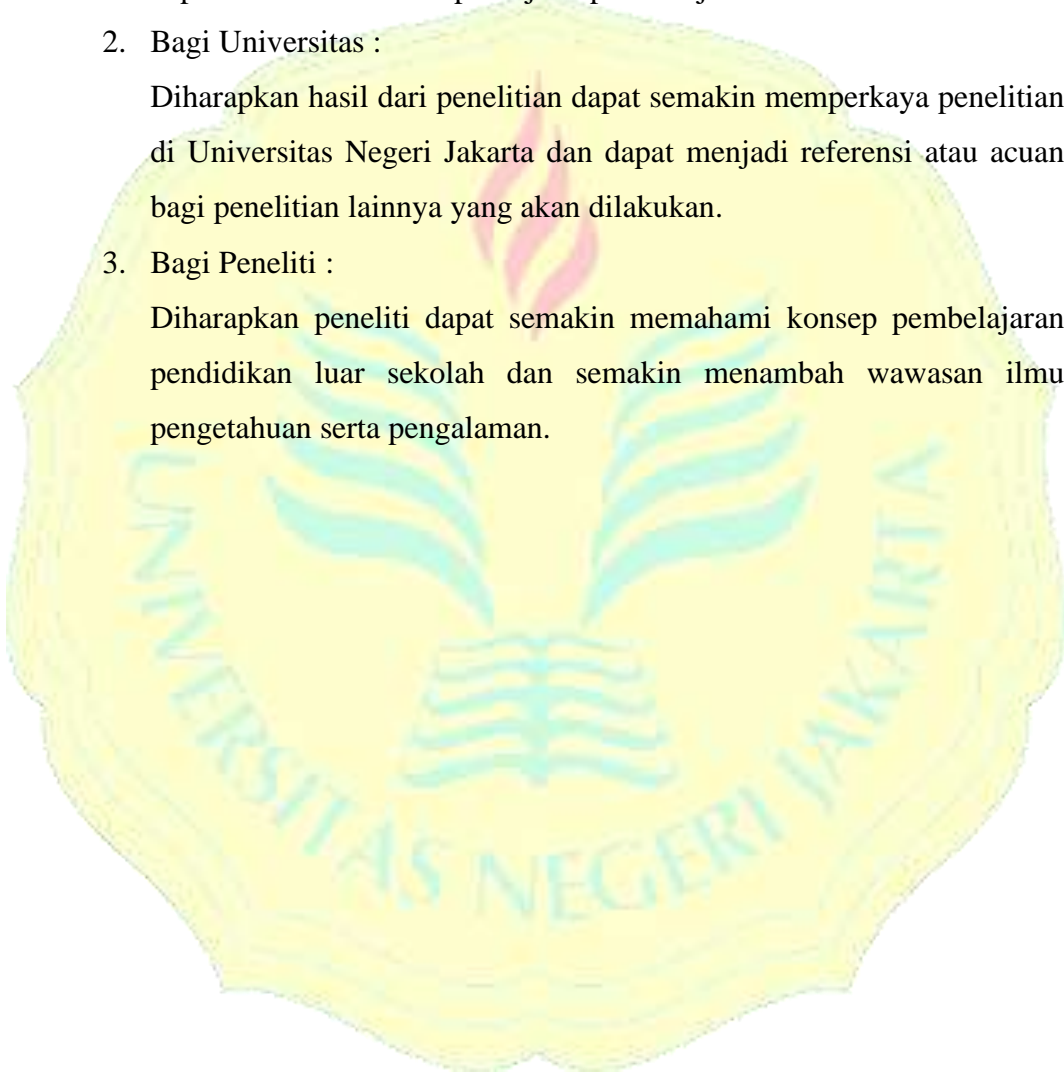 2. Bagi Universitas :
Diharapkan hasil dari penelitian dapat semakin memperkaya penelitian
di Universitas Negeri Jakarta dan dapat menjadi referensi atau acuan
bagi penelitian lainnya yang akan dilakukan.
3. Bagi Peneliti :
Diharapkan peneliti dapat semakin memahami konsep pembelajaran
pendidikan luar sekolah dan semakin menambah wawasan ilmu
pengetahuan serta pengalaman.
UNIVERSITAS NEGERI JAKARTA